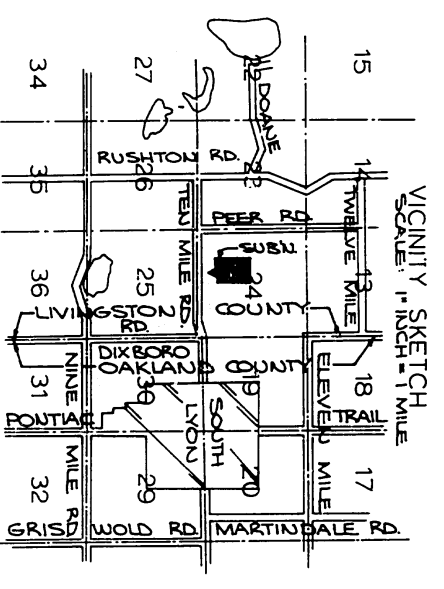 VICINITY SKETCH
SCALE: 1" INCH = 1 MILE
15
22
27
34
DOANE
RUSHTON RD.
14
23
26
35
TEN MILE RD.
PEER RD.
TWELVE MILE
SUB'N.
13
24
25
36
LIVINGSTON COUNTY
RD.
DIXBORO
OAKLAND COUNTY
18
19
30
31
NINE MILE RD
ELEVEN MILE
SOUTH
LYON
PONTIAC TRAIL
17
20
29
32
GRISDWOLD RD.
MARTINDALE RD.